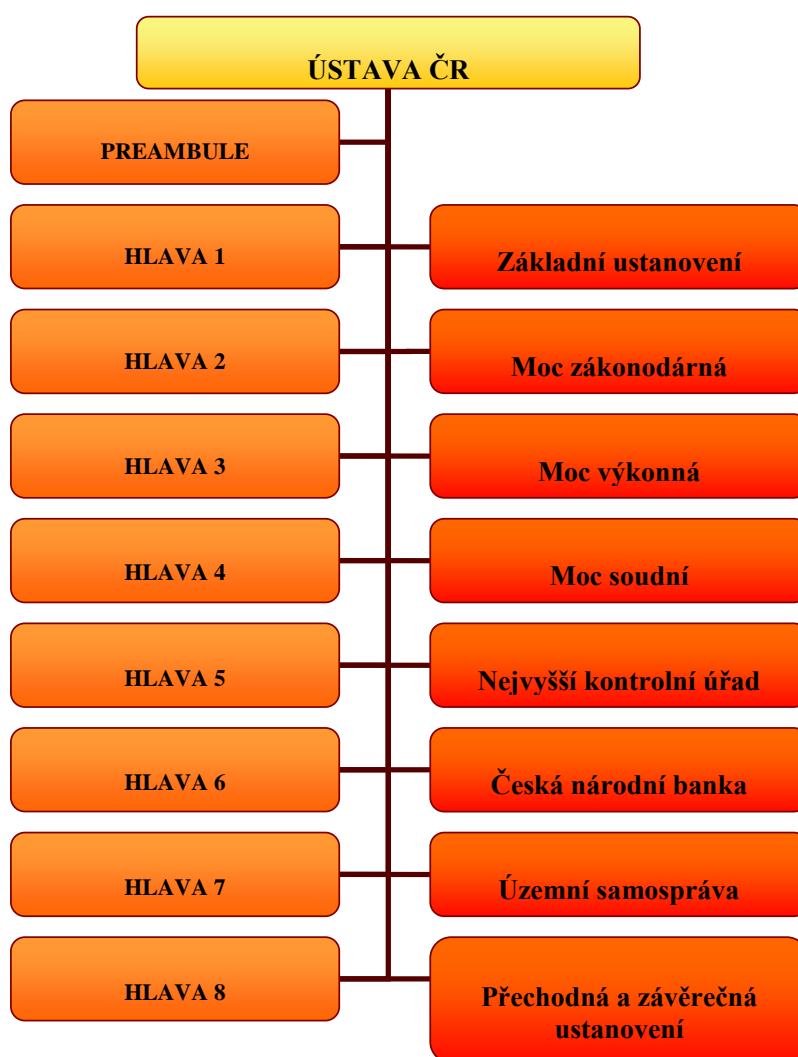 ÚSTAVA ČR
PREAMBULE
HLAVA 1
Základní ustanovení
HLAVA 2
Moc zákonodárná
HLAVA 3
Moc výkonná
HLAVA 4
Moc soudní
HLAVA 5
Nejvyšší kontrolní úřad
HLAVA 6
Česká národní banka
HLAVA 7
Územní samospráva
HLAVA 8
Přechodná a závěrečná
ustanovení